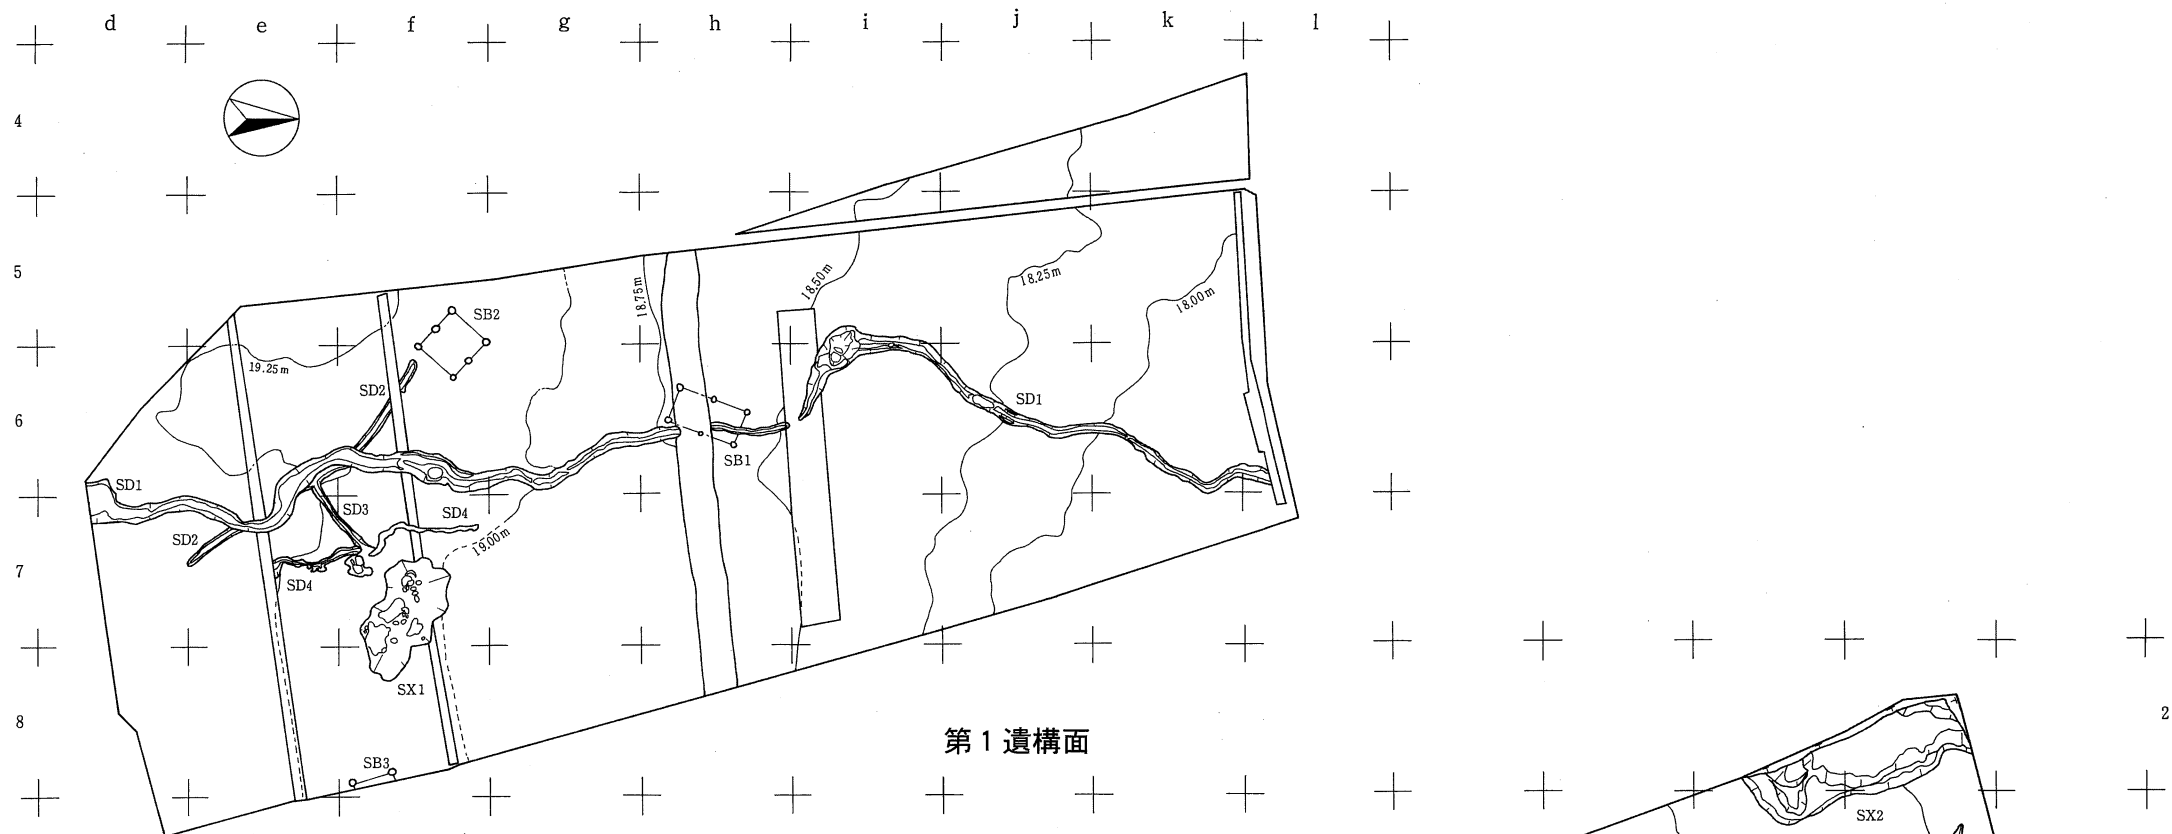 d e f g h i j k l
4
5
18.50m
18.25m
18.75m
18.00m
SB2
19.25m
SD2
SD1
6
SB1
SD1
SD3
SD4
SD2
19.00m
7
SD4
SX1
8
2
第1遺構面
SB3
SX2